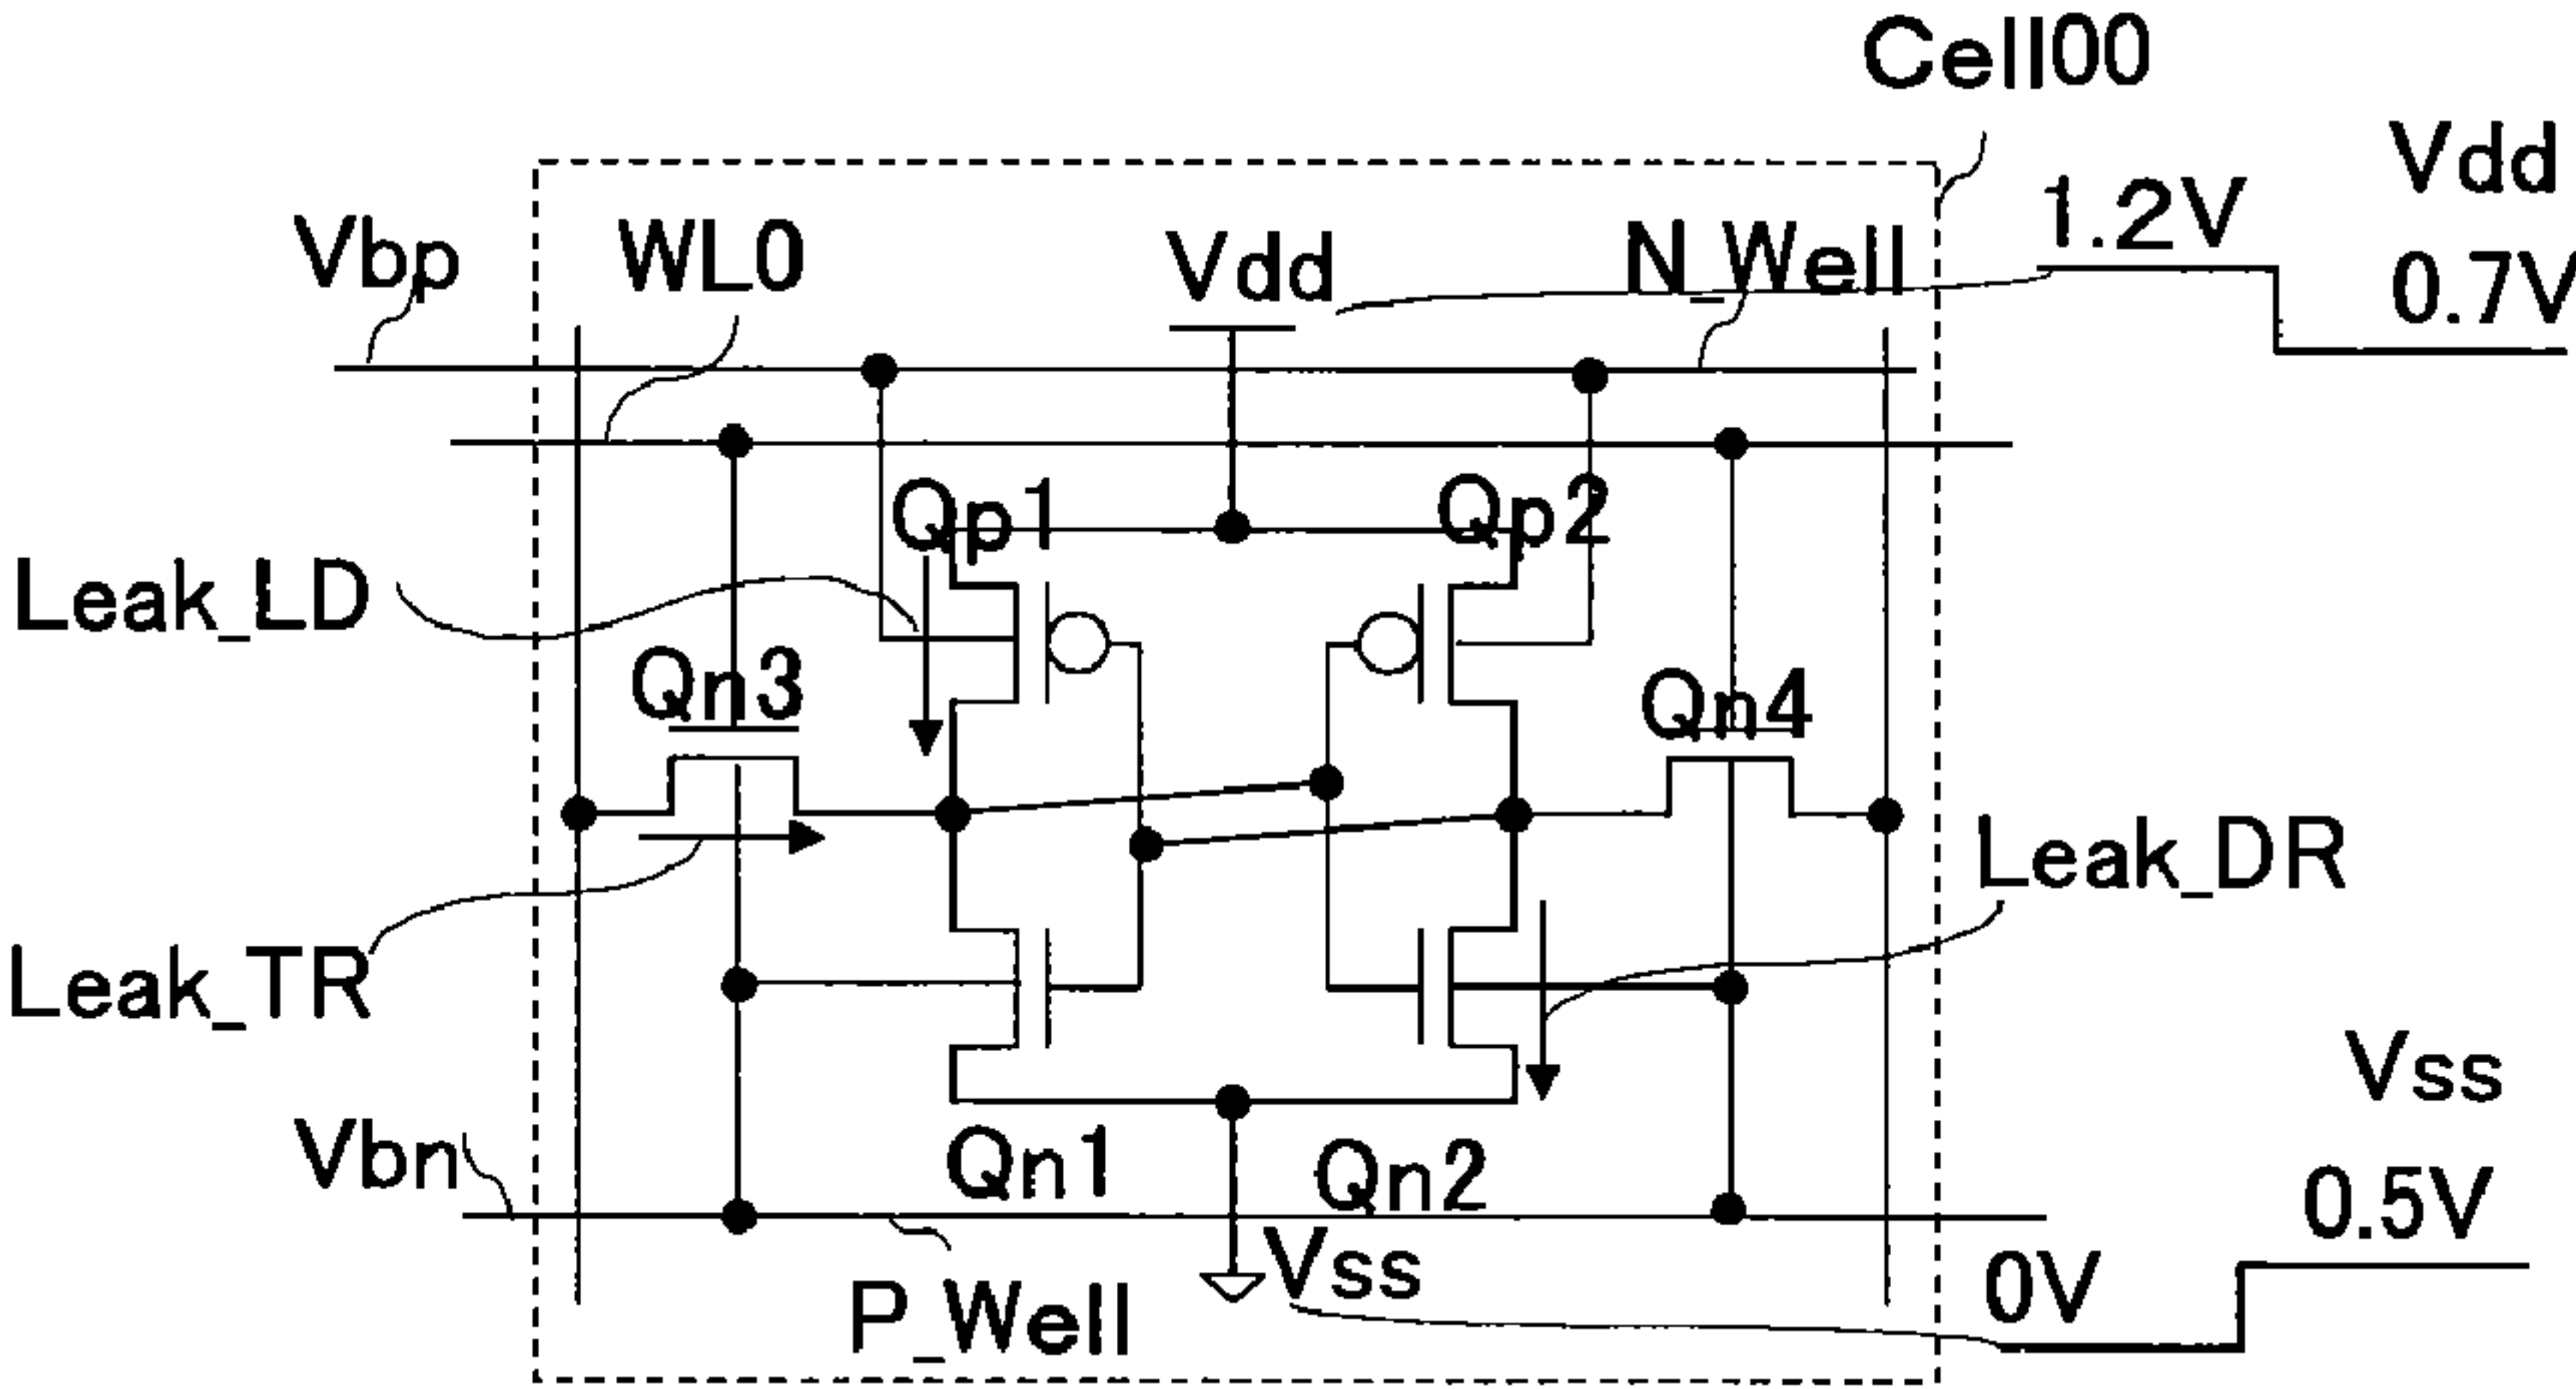 Cell00
Vdd
1.2V
0.7V
Vbp
WL0
Vdd
N_Well
Qp1
Qp2
Leak_LD
Qn3
Qn4
Leak_DR
Leak_TR
Vss
0.5V
0V
Vbn
Qn1
Qn2
Vss
P_Well